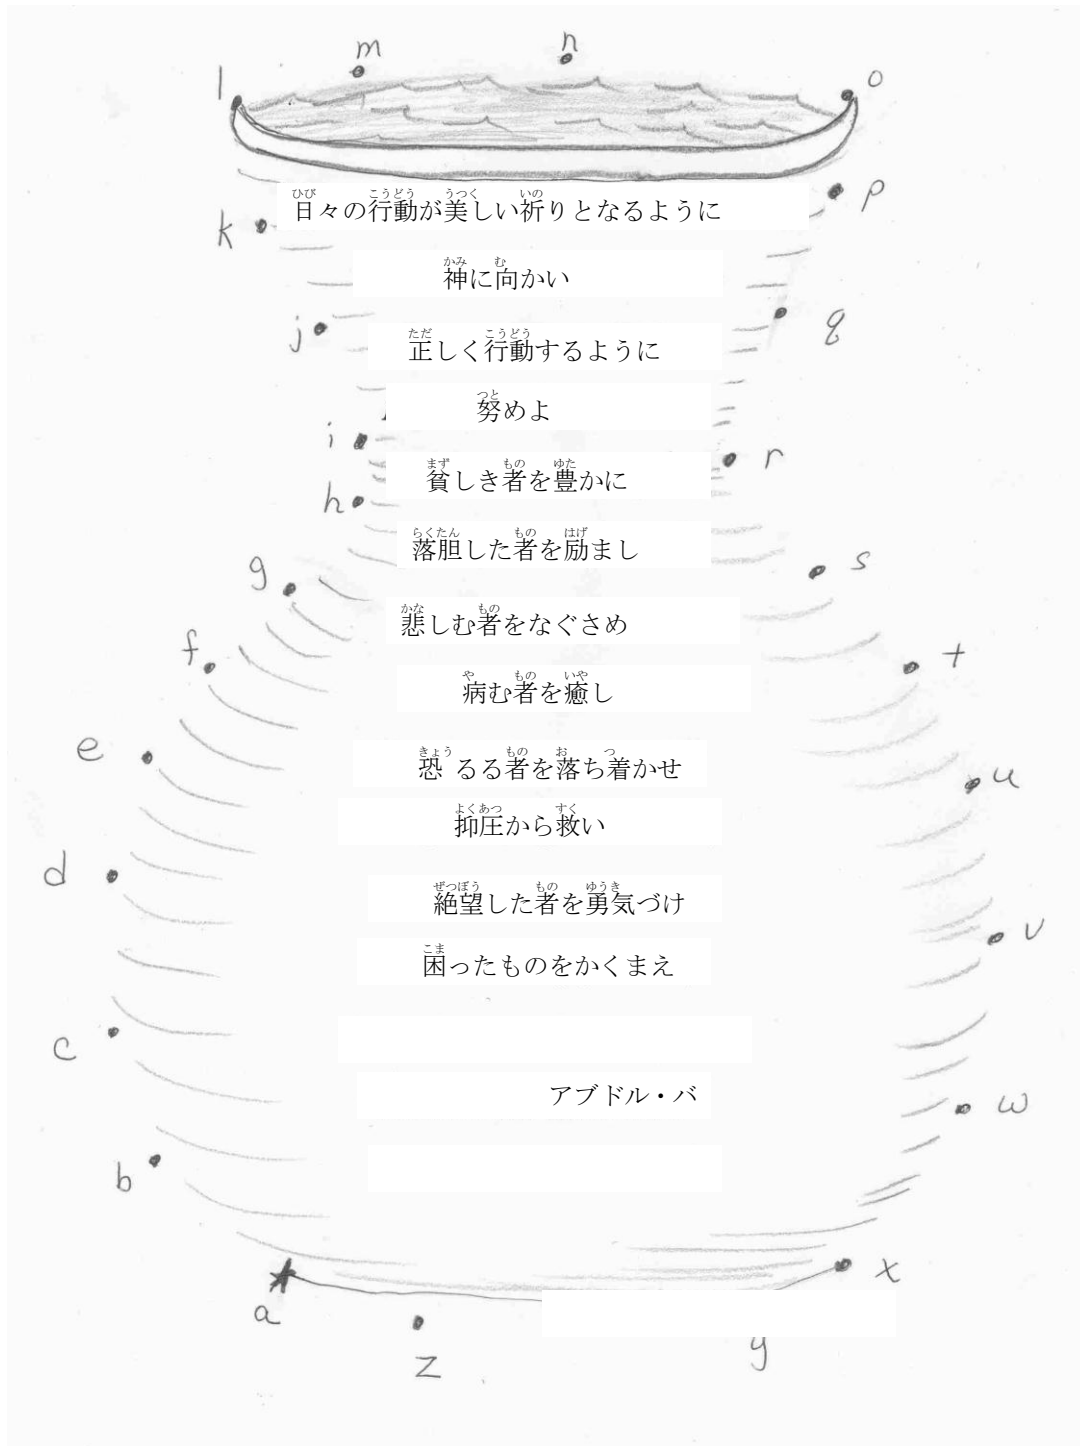 m
n
l
o
p
日々の行動が美しい祈りとなるように
k
神に向かい
j
q
正しく行動するように
努めよ
i
r
貧しき者を豊かに
h
落胆した者を励まし
g
s
悲しむ者をなぐさめ
f
t
病む者を癒し
e
恐るる者を落ち着かせ
u
抑圧から救い
d
絶望した者を勇気づけ
v
困ったものをかくまえ
c
アブドル・バ
w
b
x
a
z
y